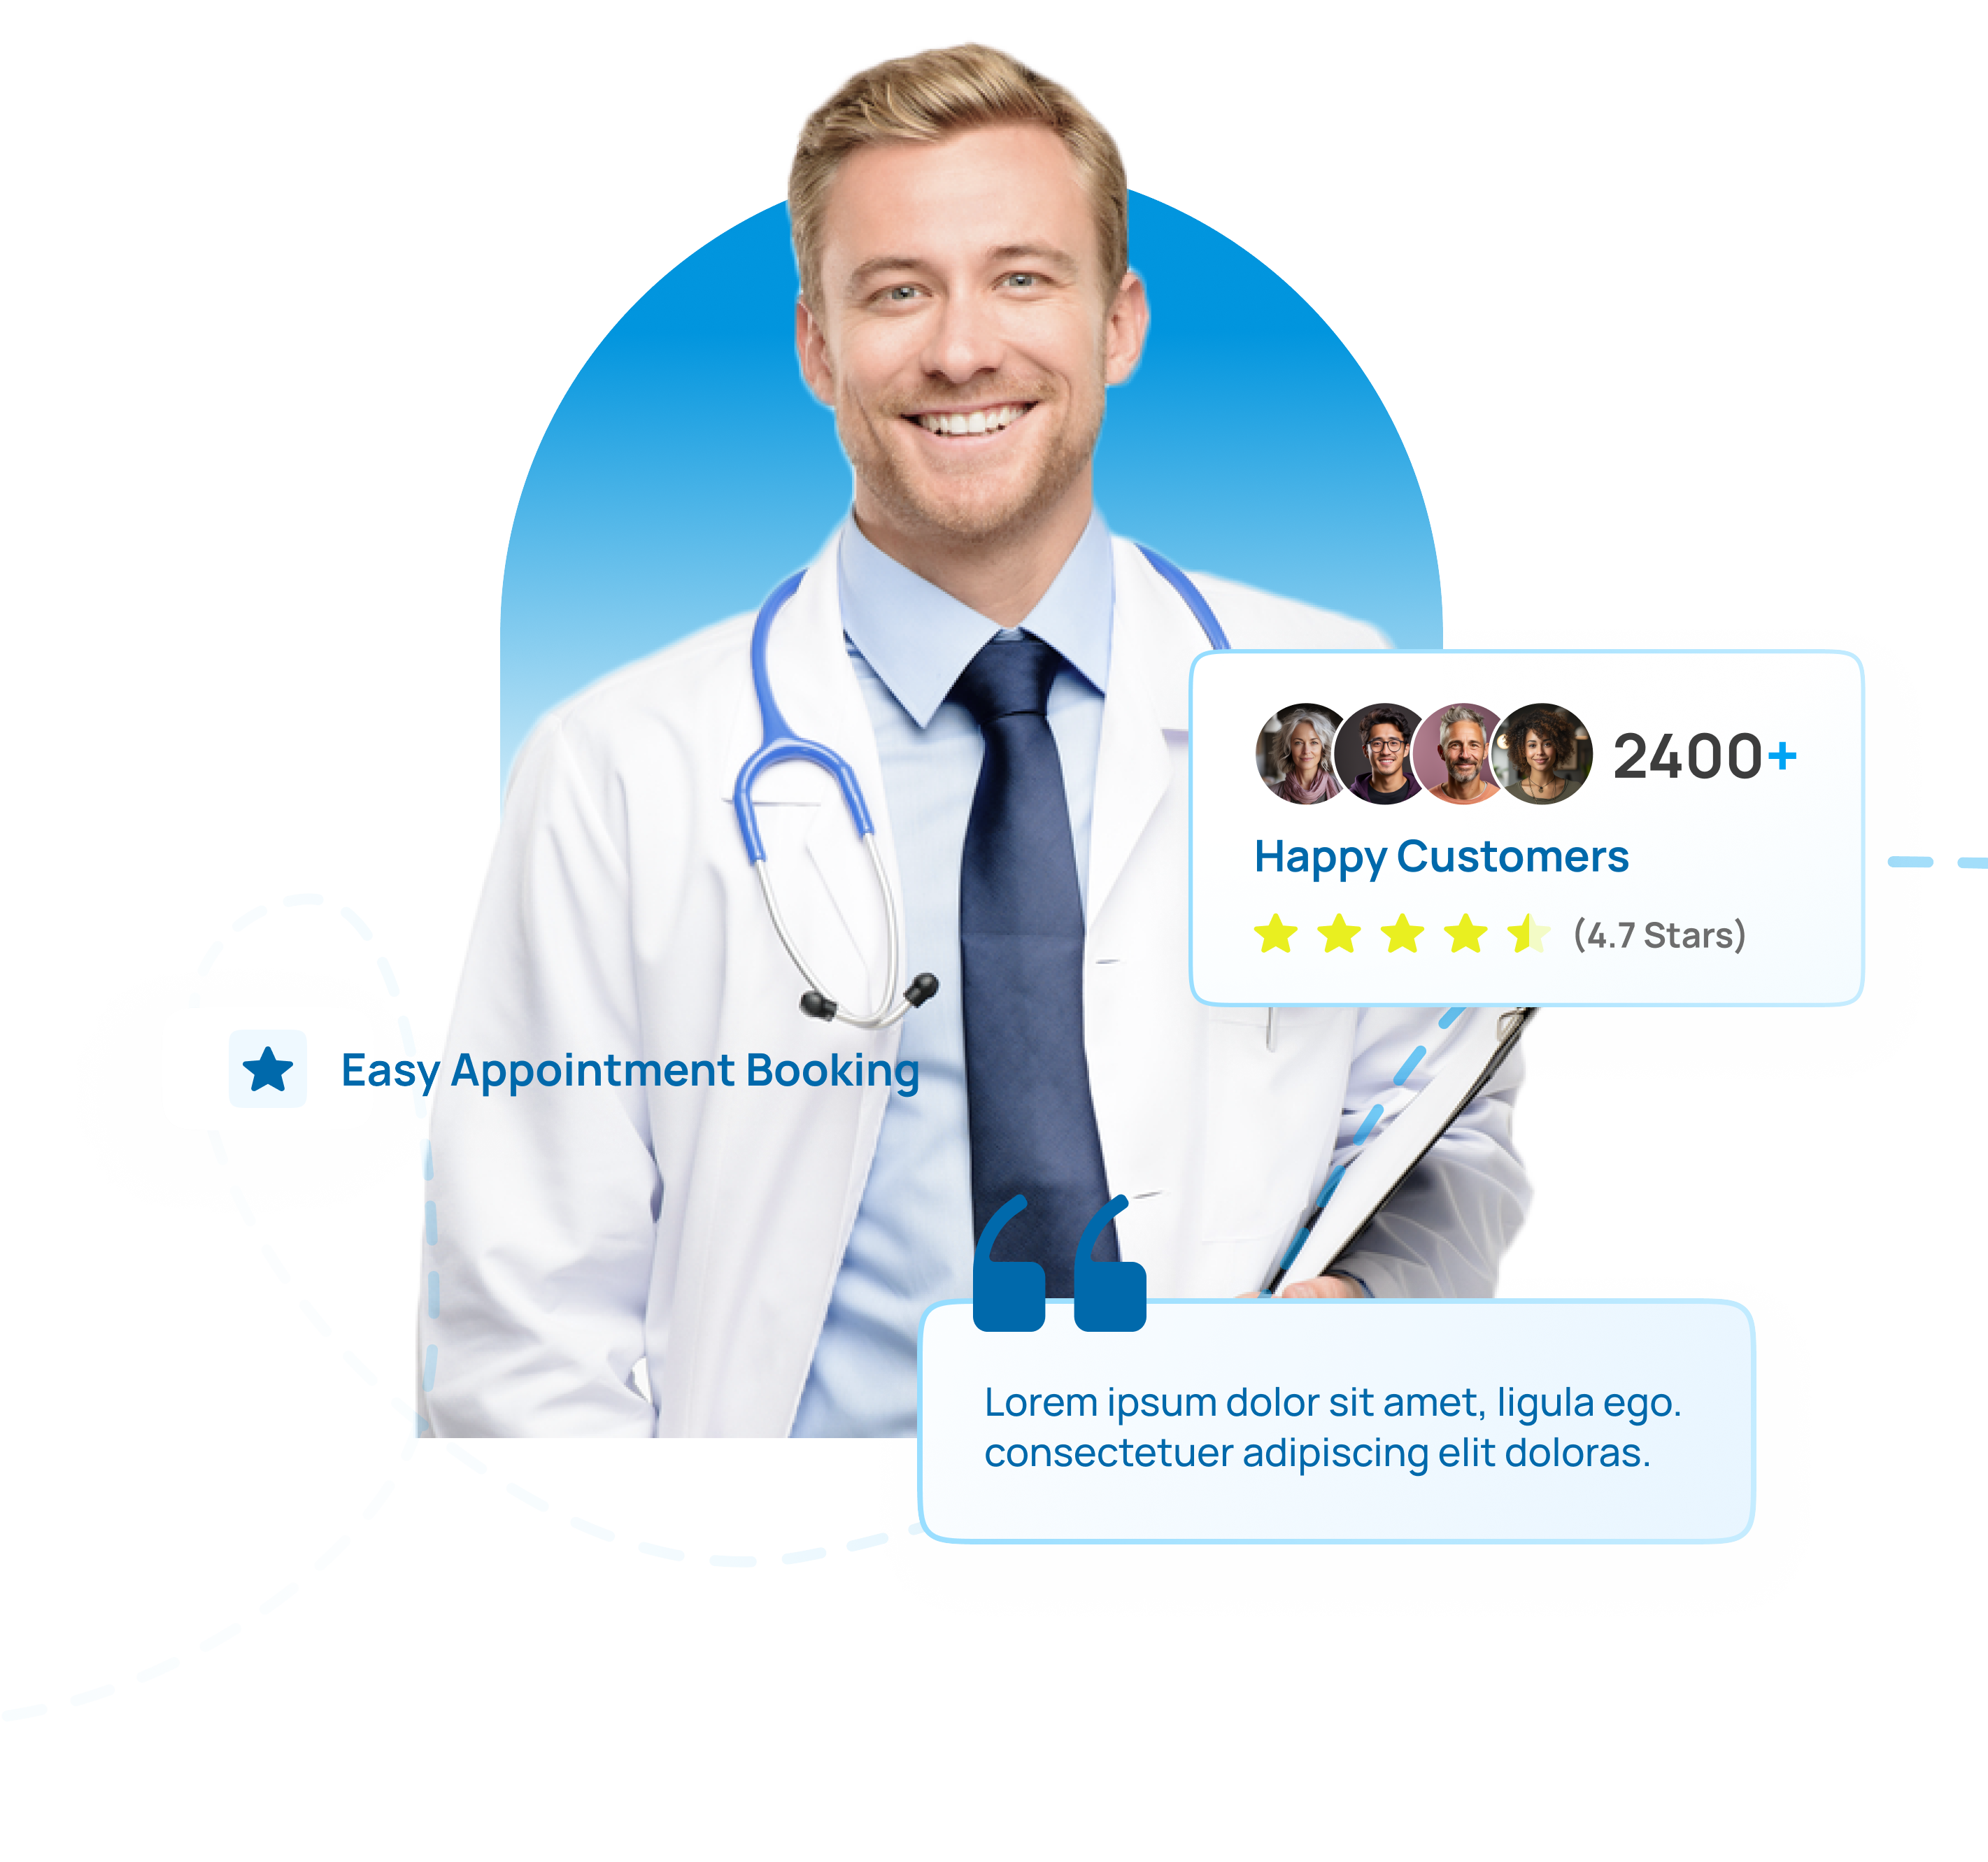 2400+
Happy Customers
(4.7 Stars)
Easy Appointment Booking
Lorem ipsum dolor sit amet, ligula ego.
consectetuer adipiscing elit doloras.